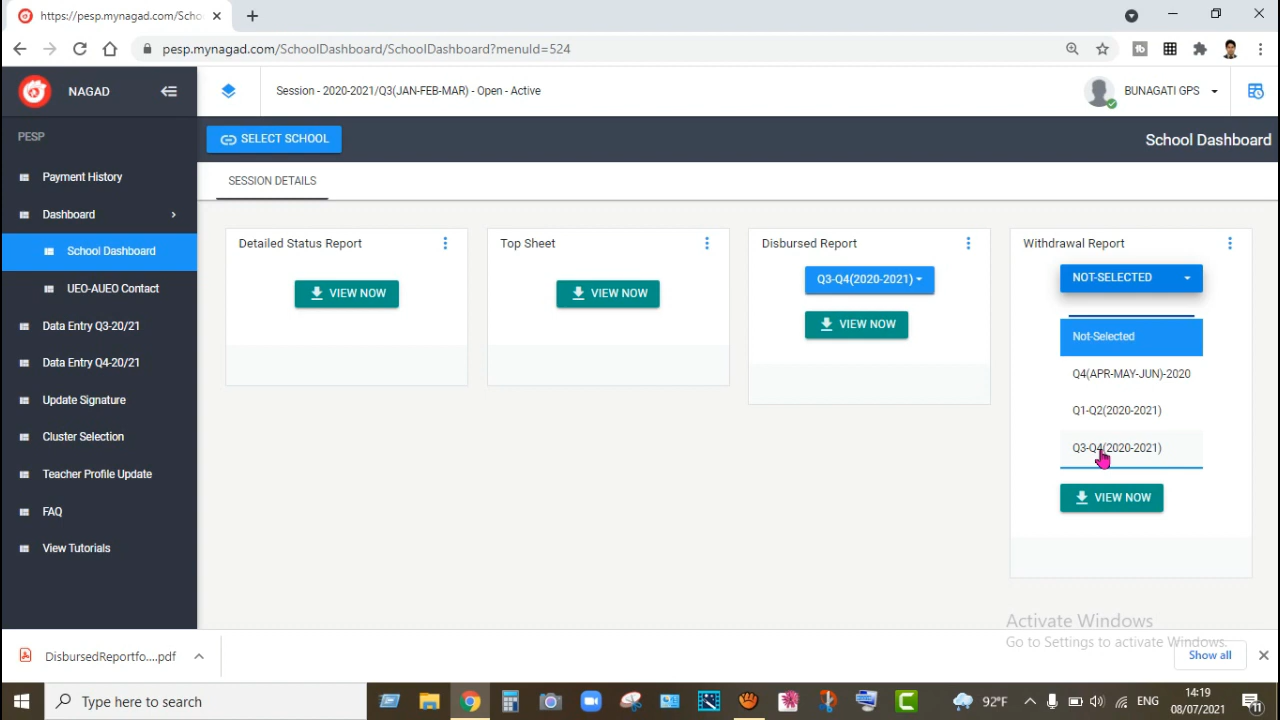 https://pesp.mynagad.com/Scho
pesp.mynagad.com/SchoolDashboard/SchoolDashboard?menuId=524
NAGAD
Session - 2020-2021/Q3(JAN-FEB-MAR) - Open - Active
BUNAGATI GPS
PESP
SELECT SCHOOL
School Dashboard
Payment History
Dashboard
School Dashboard
UEO-AUEO Contact
Data Entry Q3-20/21
Data Entry Q4-20/21
Update Signature
Cluster Selection
Teacher Profile Update
FAQ
View Tutorials
SESSION DETAILS
Detailed Status Report
VIEW NOW
Top Sheet
VIEW NOW
Disbursed Report
Q3-Q4(2020-2021)
VIEW NOW
Withdrawal Report
NOT-SELECTED
Not-Selected
Q4(APR-MAY-JUN)-2020
Q1-Q2(2020-2021)
Q3-Q4(2020-2021)
VIEW NOW
Activate Windows
Go to Settings to activate Windows.
DisbursedReportfo....pdf
Show all
Type here to search
92°F
ENG
14:19
08/07/2021
11